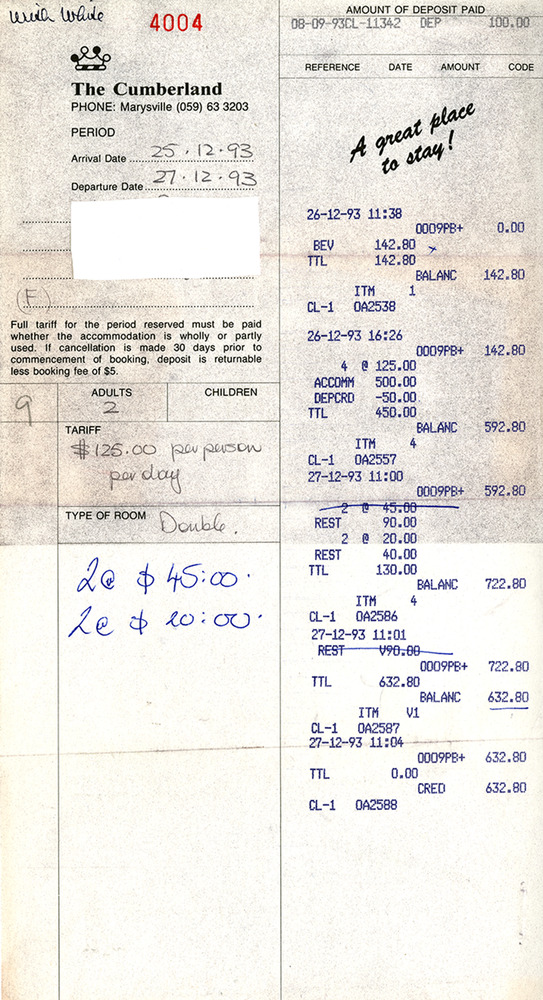 with White
4004
The Cumberland
PHONE: Marysville (059) 63 3203
PERIOD
Arrival Date 25.12.93
Departure Date 27.12.93
(F)
Full tariff for the period reserved must be paid
whether the accommodation is wholly or partly
used. If cancellation is made 30 days prior to
commencement of booking, deposit is returnable
less booking fee of $5.
9
ADULTS
2
CHILDREN
TARIFF
$125.00 per person
per day
TYPE OF ROOM
Double.
2@ $45:00.
2@ $20:00.
AMOUNT OF DEPOSIT PAID
08-09-93CL-11342 DEP 100.00
REFERENCE DATE AMOUNT CODE
A great place
to stay!
26-12-93 11:38
0009PB+ 0.00
BEV 142.80
TTL 142.80
BALANC 142.80
ITM 1
CL-1 0A2538
26-12-93 16:26
0009PB+ 142.80
4 @ 125.00
ACCOMM 500.00
DEPCRD -50.00
TTL 450.00
BALANC 592.80
ITM 4
CL-1 0A2557
27-12-93 11:00
0009PB+ 592.80
2 @ 45.00
REST 90.00
2 @ 20.00
REST 40.00
TTL 130.00
BALANC 722.80
ITM 4
CL-1 0A2586
27-12-93 11:01
REST V90.00
0009PB+ 722.80
TTL 632.80
BALANC 632.80
ITM V1
CL-1 0A2587
27-12-93 11:04
0009PB+ 632.80
TTL 0.00
CRED 632.80
CL-1 0A2588